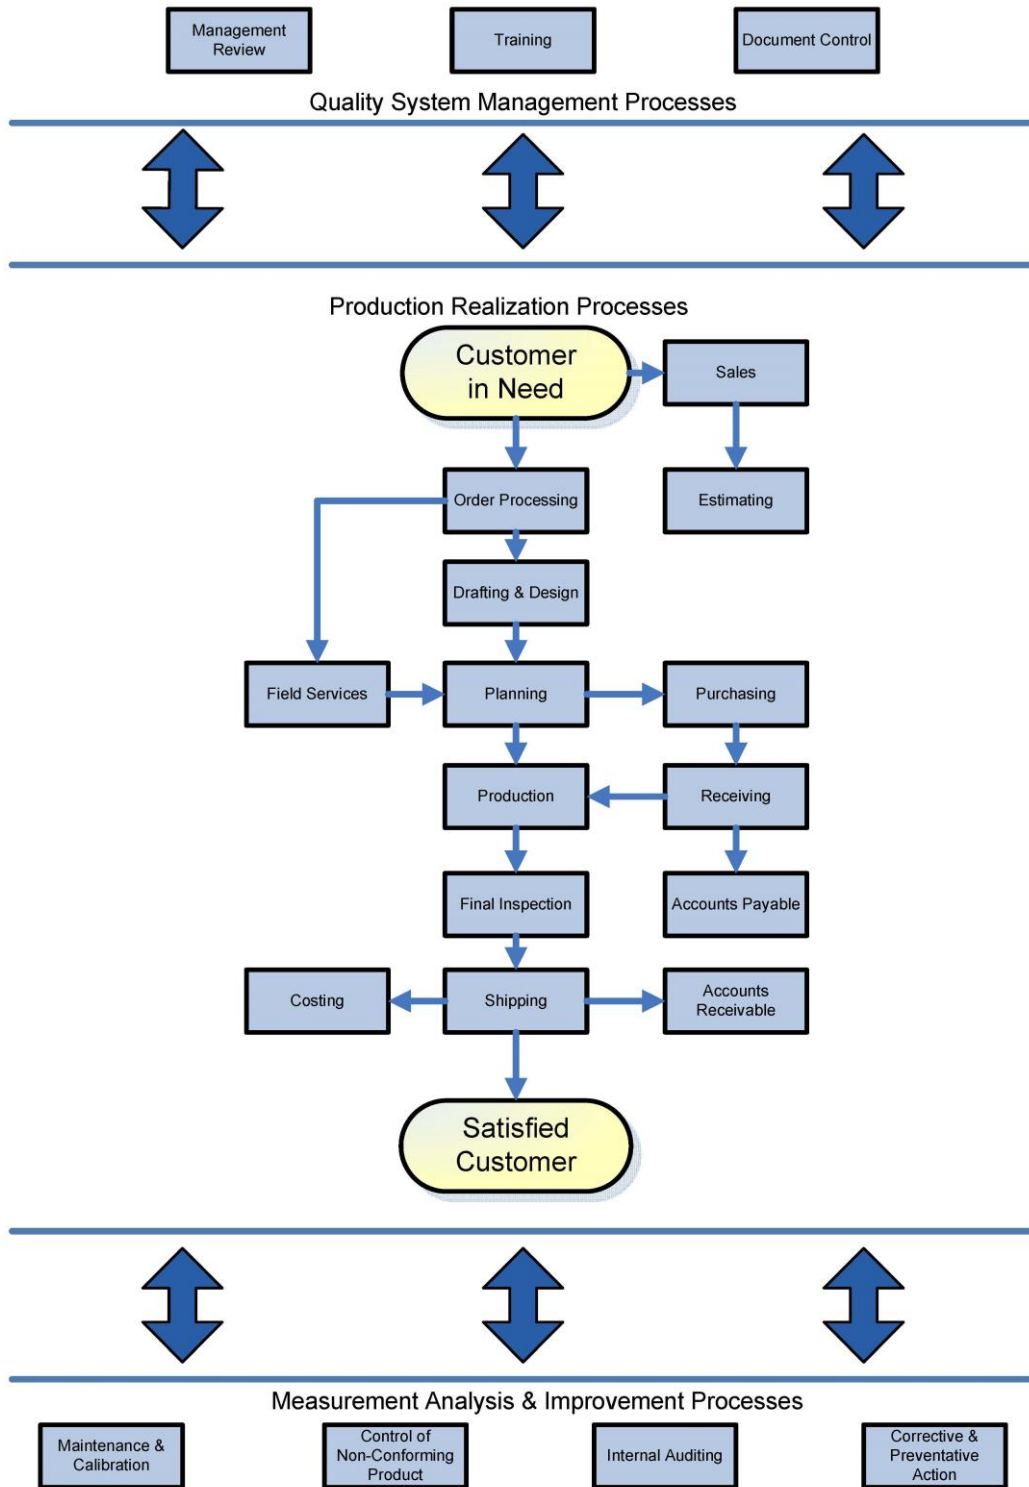 Management
Review
Training
Document Control
Quality System Management Processes
Production Realization Processes
Customer
in Need
Sales
Order Processing
Estimating
Drafting & Design
Field Services
Planning
Purchasing
Production
Receiving
Final Inspection
Accounts Payable
Costing
Shipping
Accounts
Receivable
Satisfied
Customer
Measurement Analysis & Improvement Processes
Maintenance &
Calibration
Control of
Non-Conforming
Product
Internal Auditing
Corrective &
Preventative
Action